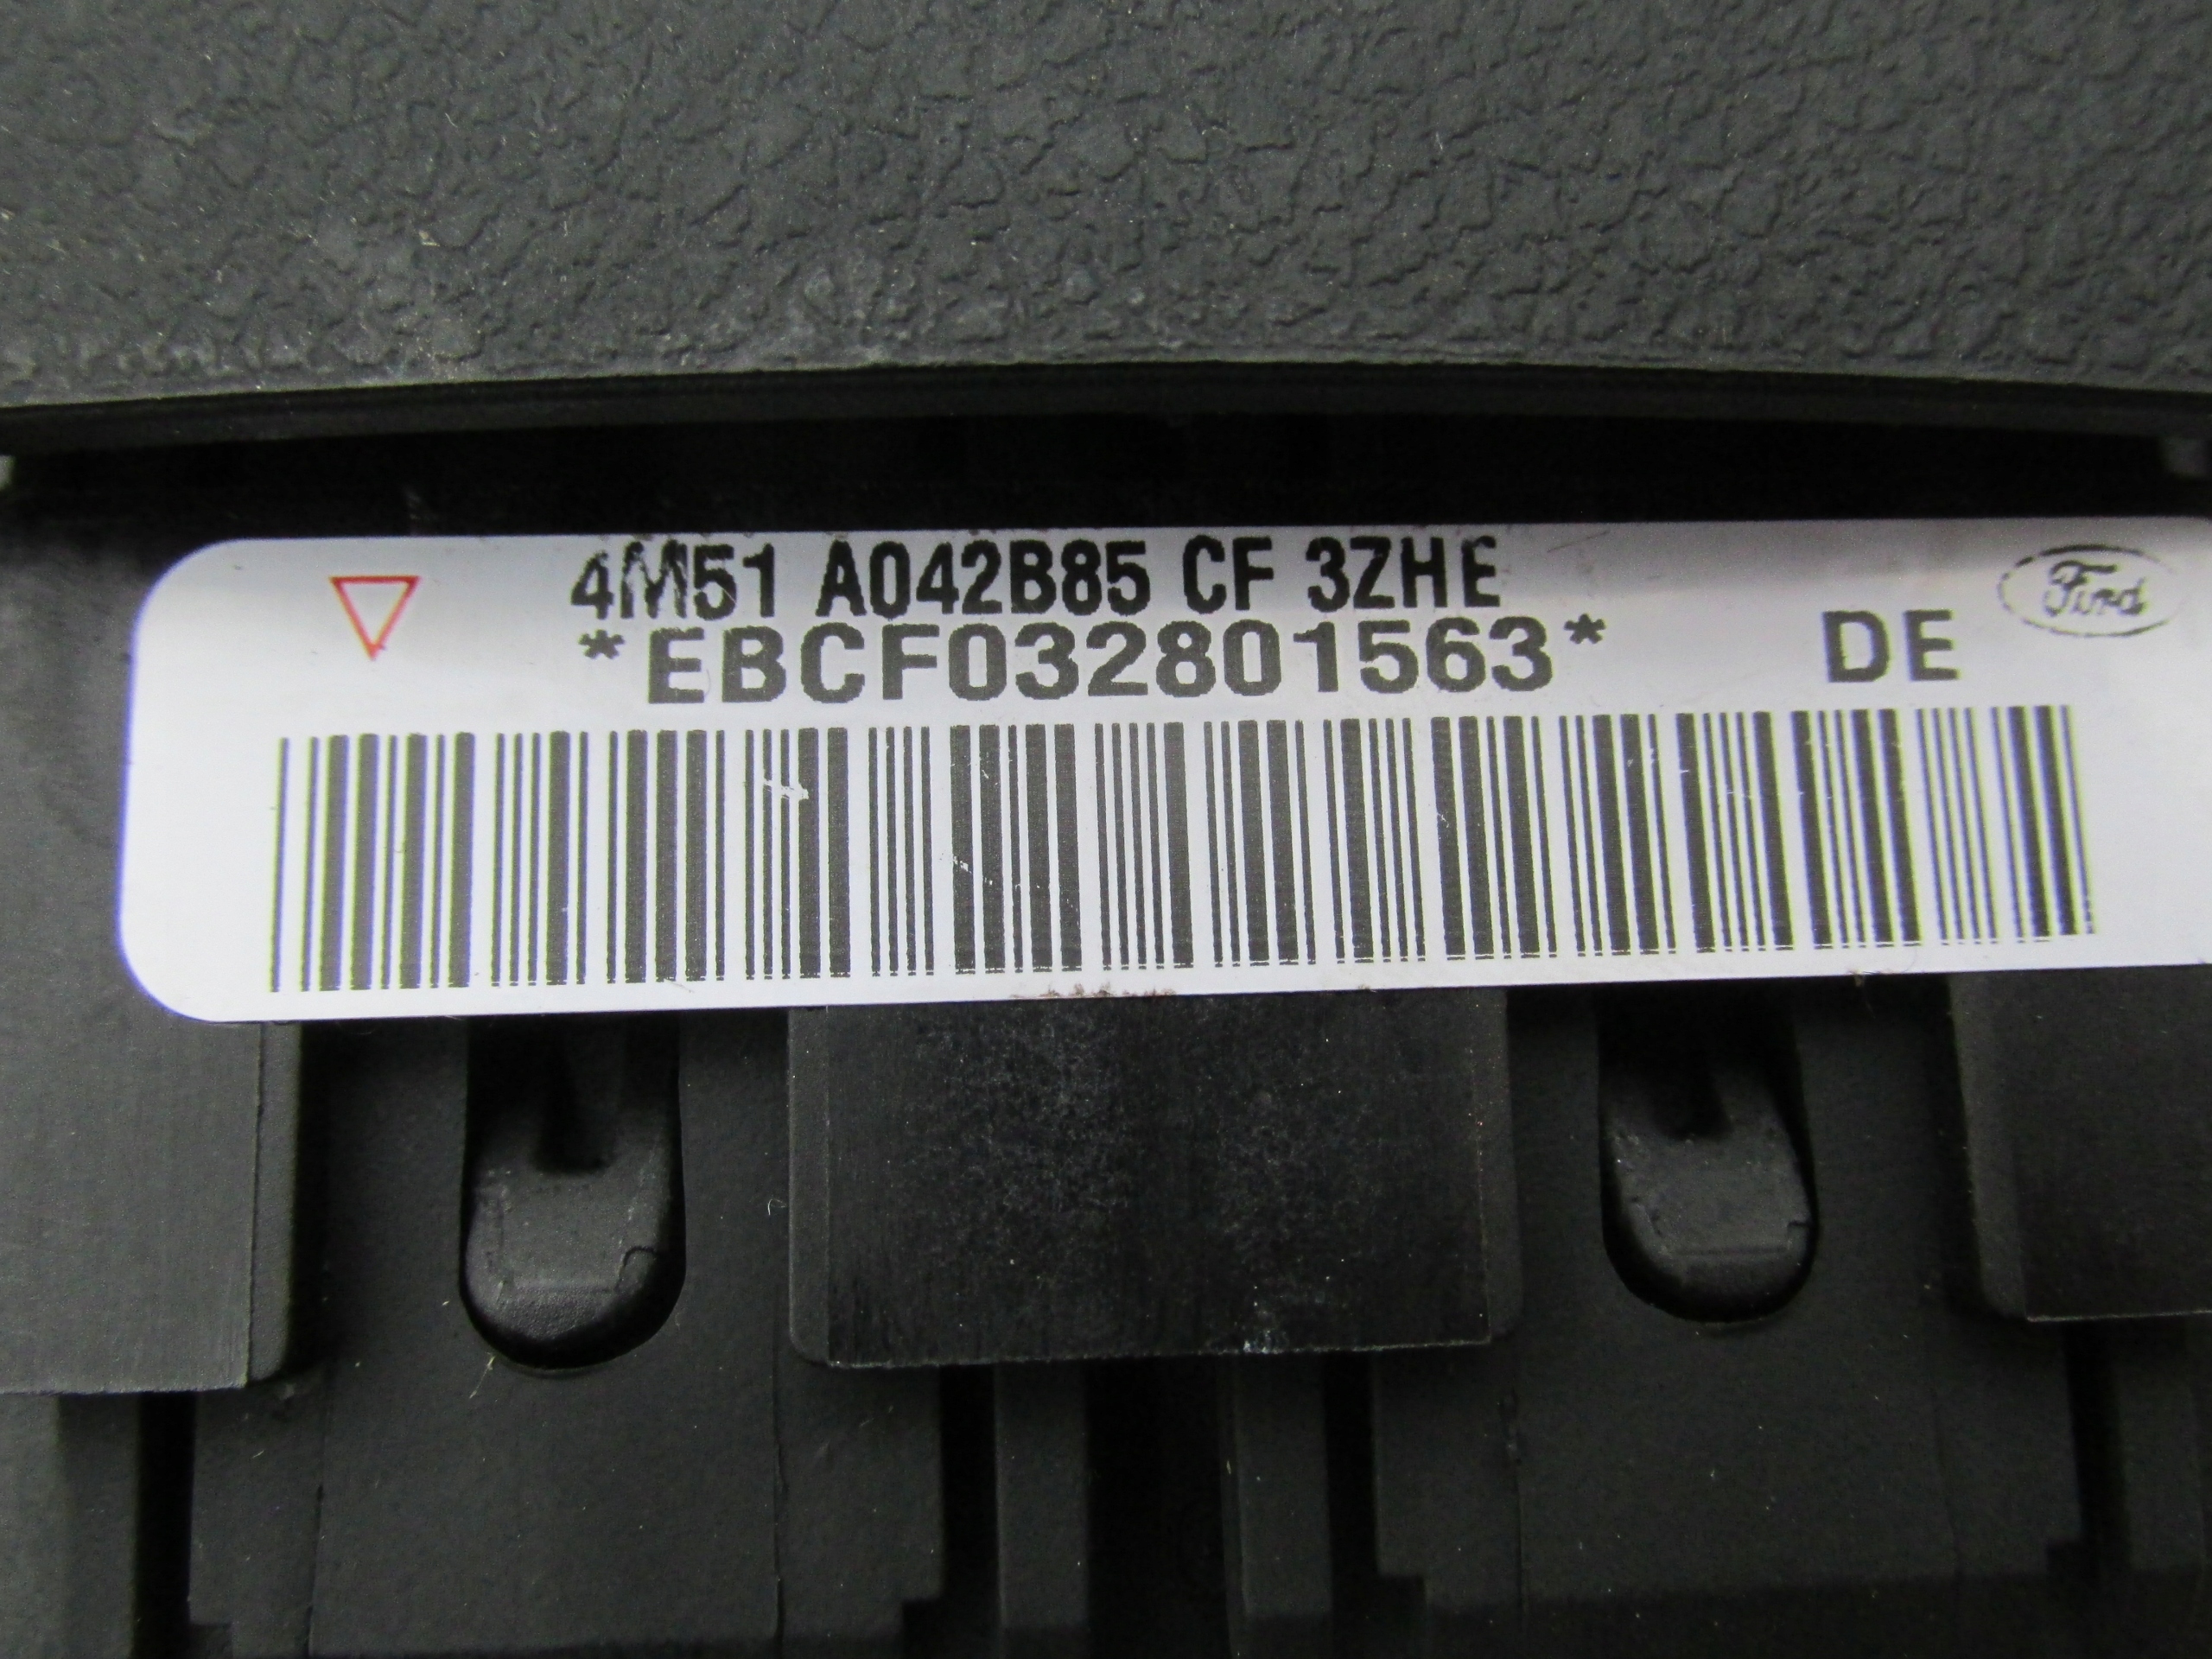 4M51 A042B85 CF 3ZHE
*EBCF032801563*
DE
Ford